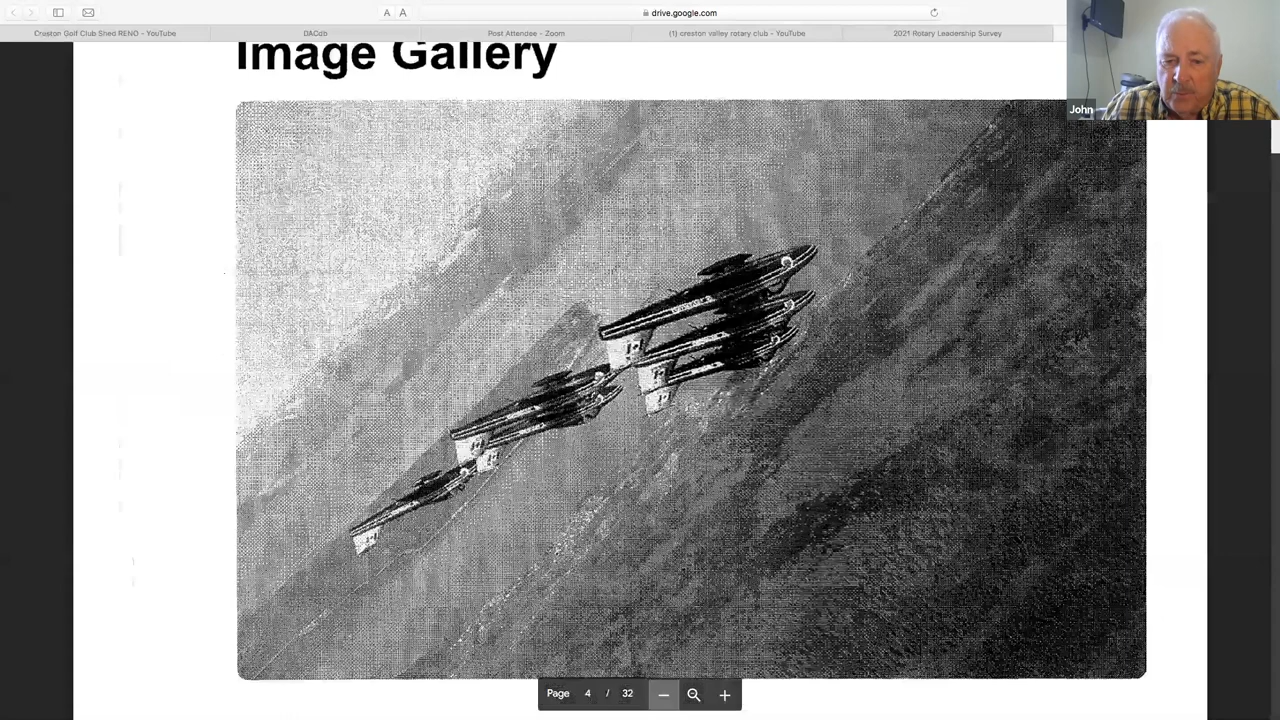 A A drive.google.com
Creston Golf Club Shed RENO - YouTube DACdb Post Attendee - Zoom (1) creston valley rotary club - YouTube 2021 Rotary Leadership Survey
Image Gallery
John
Page 4 / 32